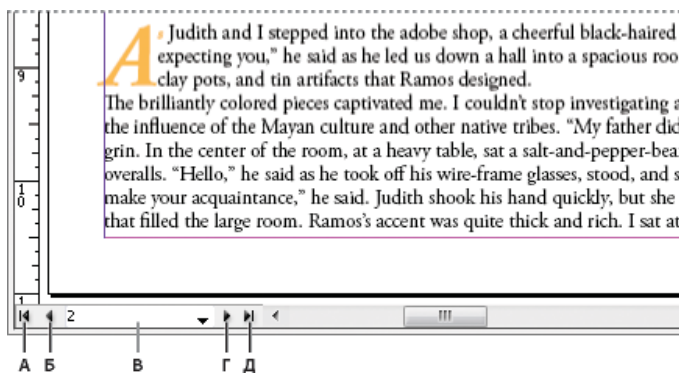 A s Judith and I stepped into the adobe shop, a cheerful black-haired
expecting you,” he said as he led us down a hall into a spacious roo
clay pots, and tin artifacts that Ramos designed.
The brilliantly colored pieces captivated me. I couldn’t stop investigating a
the influence of the Mayan culture and other native tribes. “My father did
grin. In the center of the room, at a heavy table, sat a salt-and-pepper-bea
overalls. “Hello,” he said as he took off his wire-frame glasses, stood, and s
make your acquaintance,” he said. Judith shook his hand quickly, but she
that filled the large room. Ramos’s accent was quite thick and rich. I sat at
9
10
1
2
А Б В Г Д